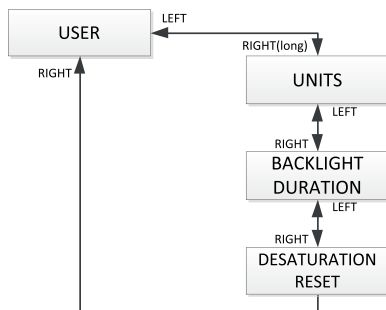 LEFT
USER
RIGHT(long)
RIGHT
UNITS
LEFT
RIGHT
BACKLIGHT
DURATION
LEFT
RIGHT
DESATURATION
RESET